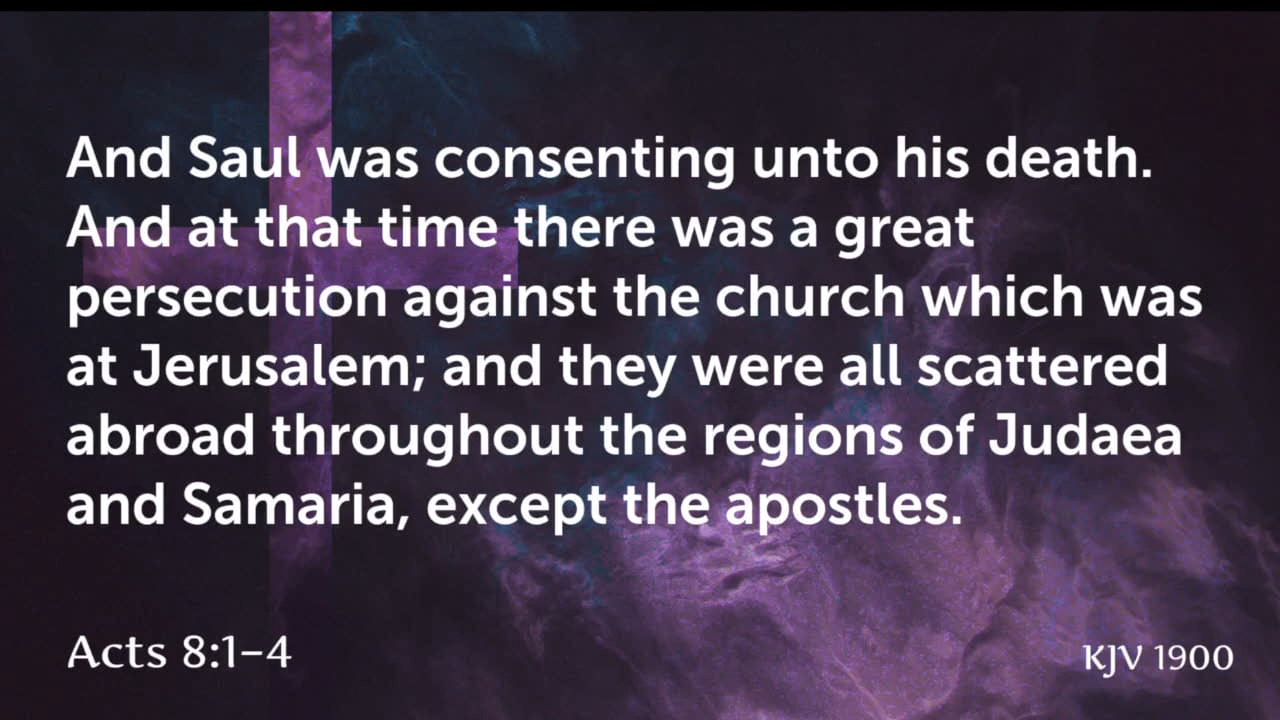 And Saul was consenting unto his death.
And at that time there was a great
persecution against the church which was
at Jerusalem; and they were all scattered
abroad throughout the regions of Judaea
and Samaria, except the apostles.
Acts 8:1–4
KJV 1900